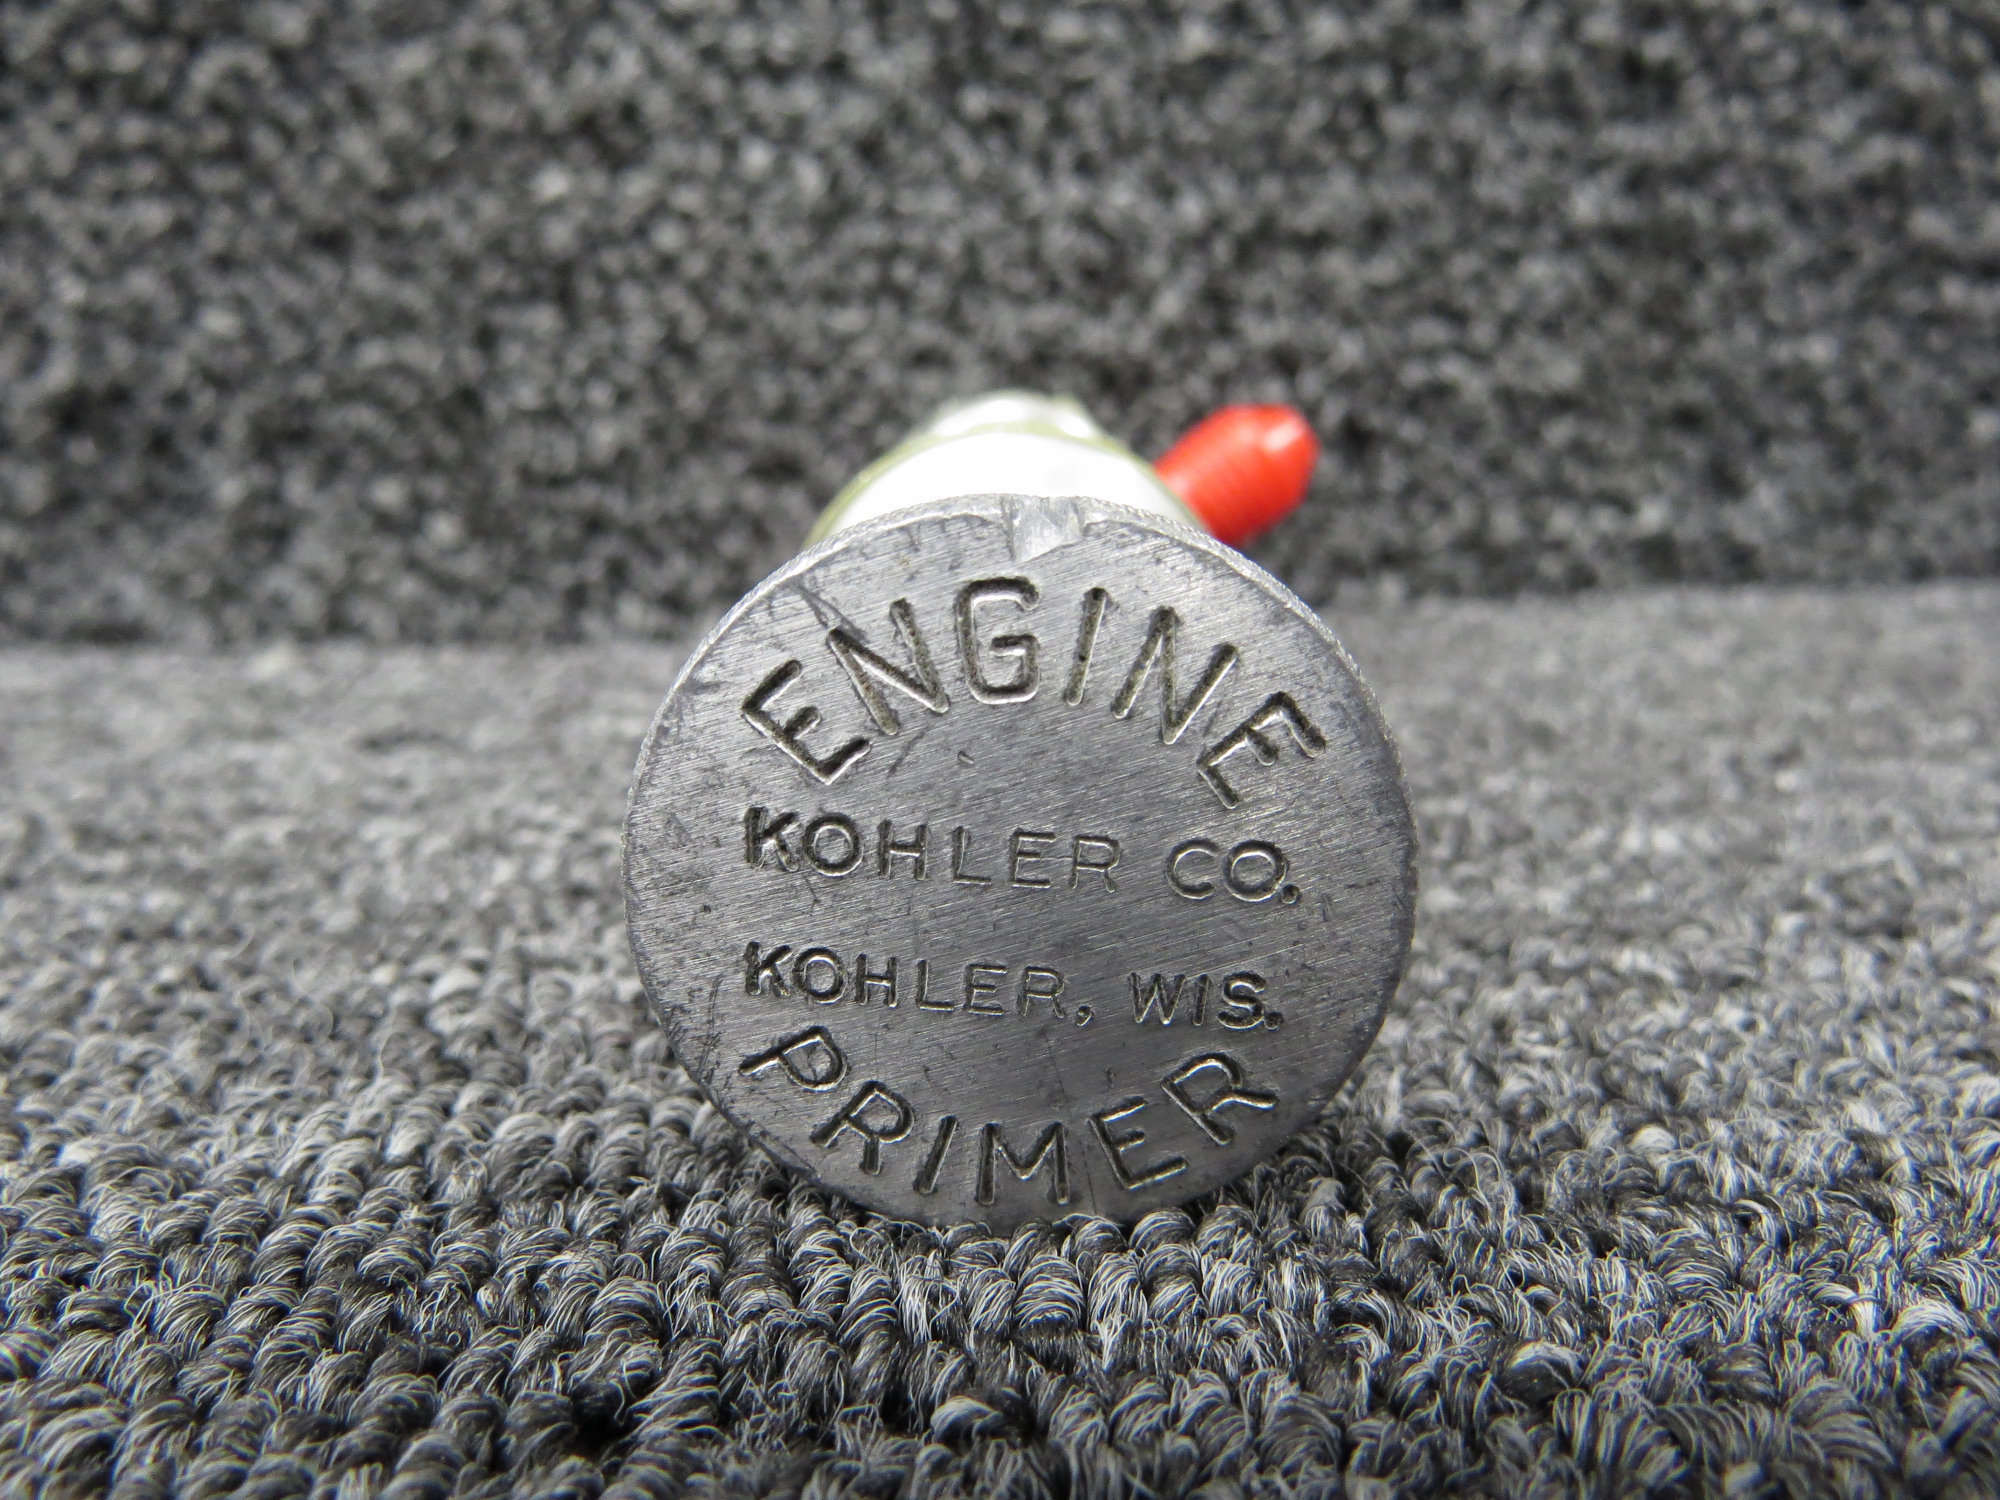 ENGINE
KOHLER CO.
KOHLER, WIS.
PRIMER